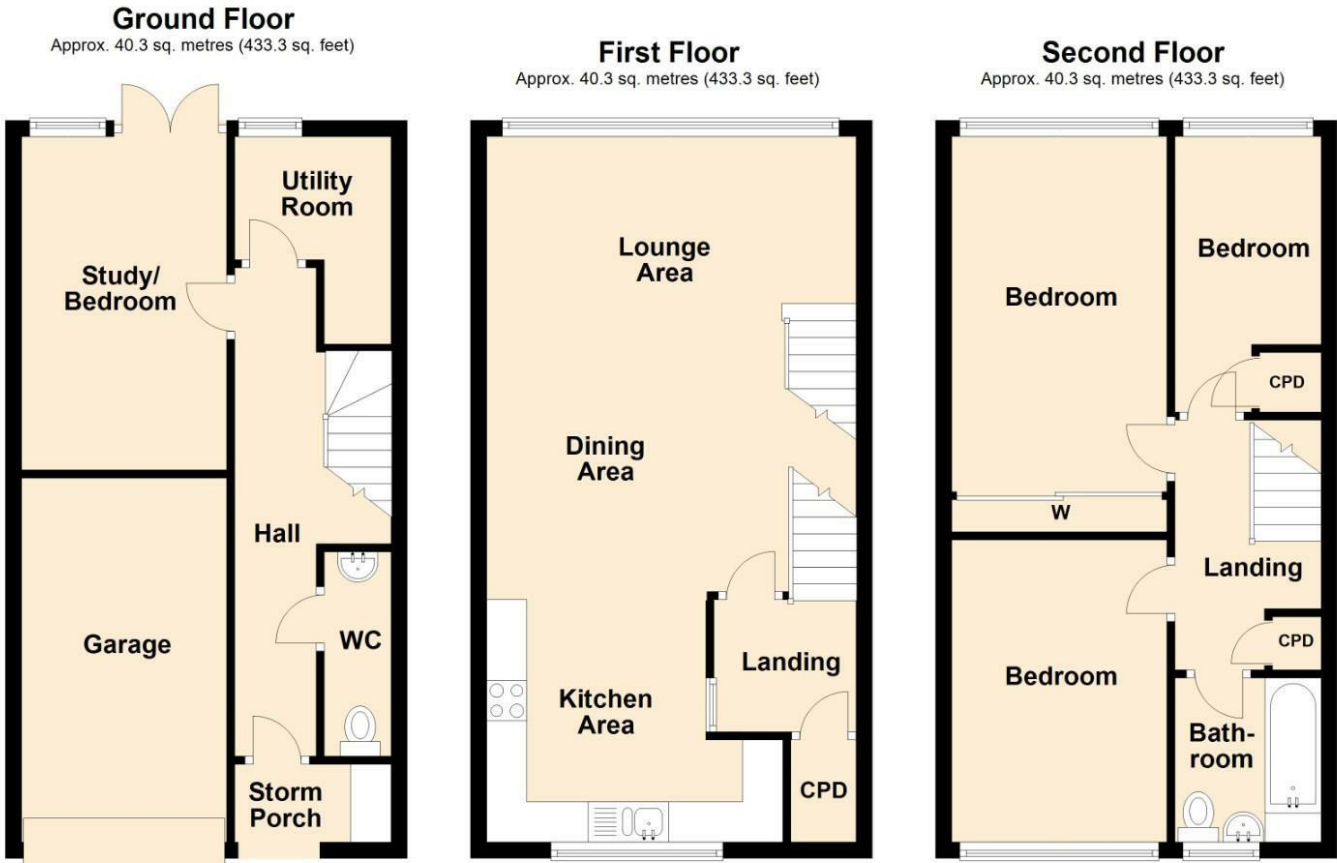 Ground Floor
Approx. 40.3 sq. metres (433.3 sq. feet)
Utility
Room
Study/
Bedroom
Hall
Garage
WC
Storm
Porch
First Floor
Approx. 40.3 sq. metres (433.3 sq. feet)
Lounge
Area
Dining
Area
Landing
Kitchen
Area
CPD
Second Floor
Approx. 40.3 sq. metres (433.3 sq. feet)
Bedroom
Bedroom
CPD
W
Landing
CPD
Bedroom
Bath-
room